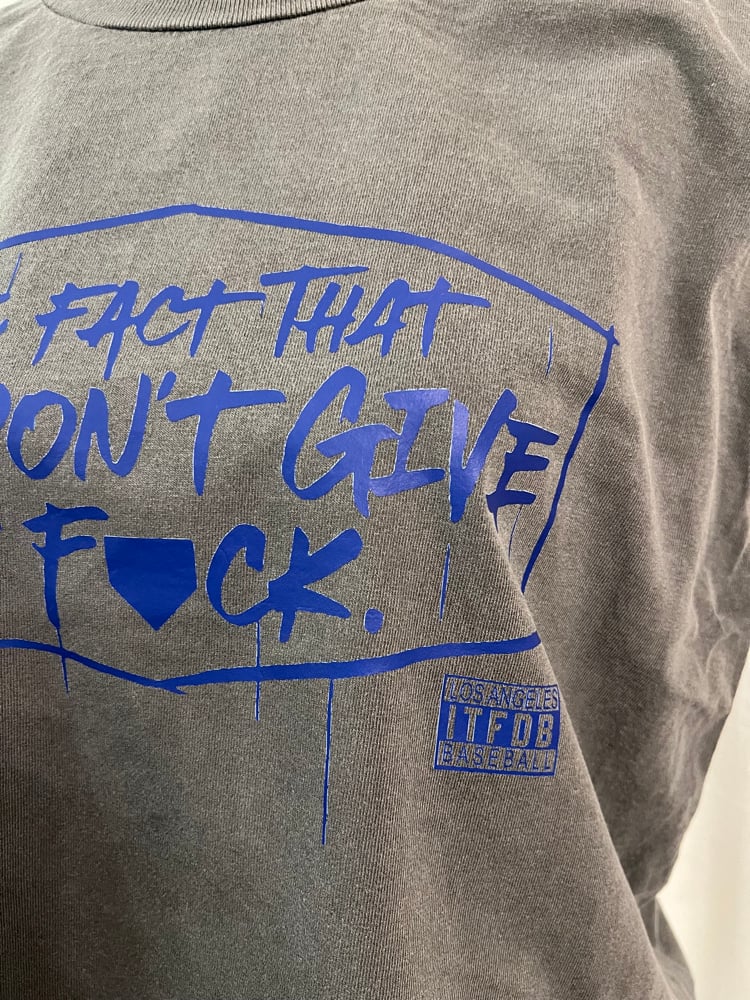 FACT THAT
DON'T GIVE
F CK.
LOS ANGELES
ITFDB
BASEBALL